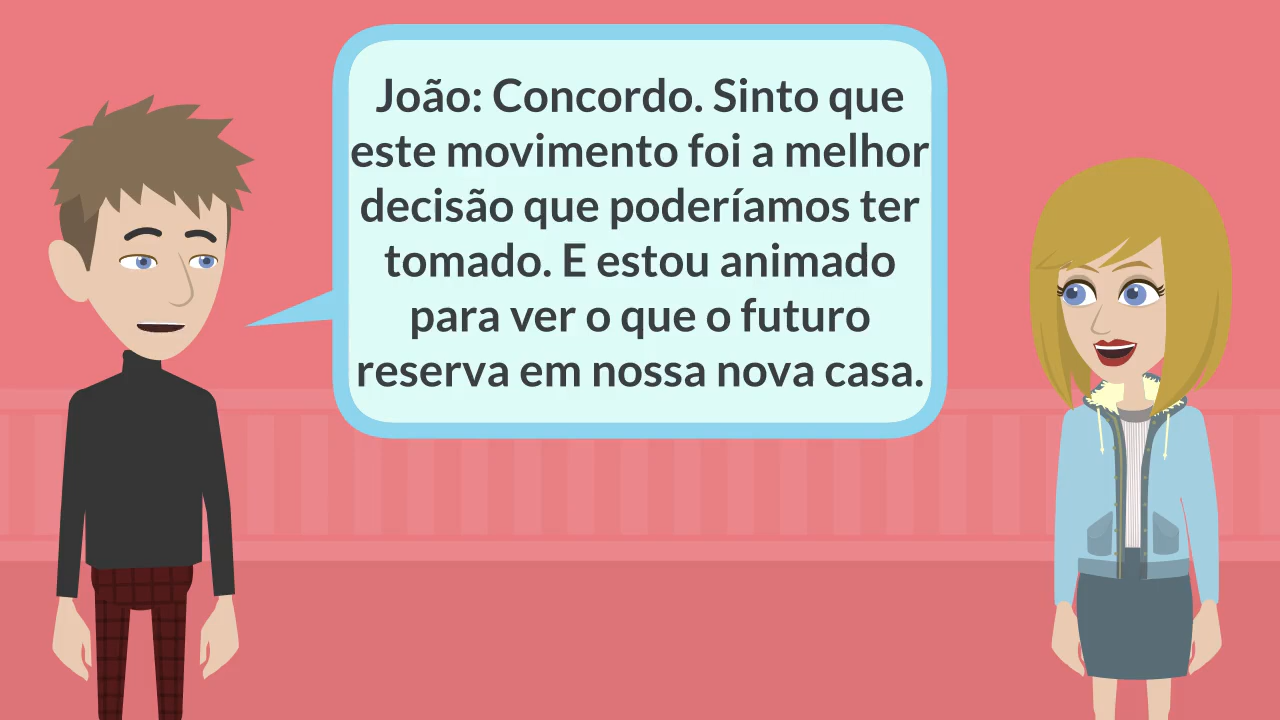 João: Concordo. Sinto que
este movimento foi a melhor
decisão que poderíamos ter
tomado. E estou animado
para ver o que o futuro
reserva em nossa nova casa.